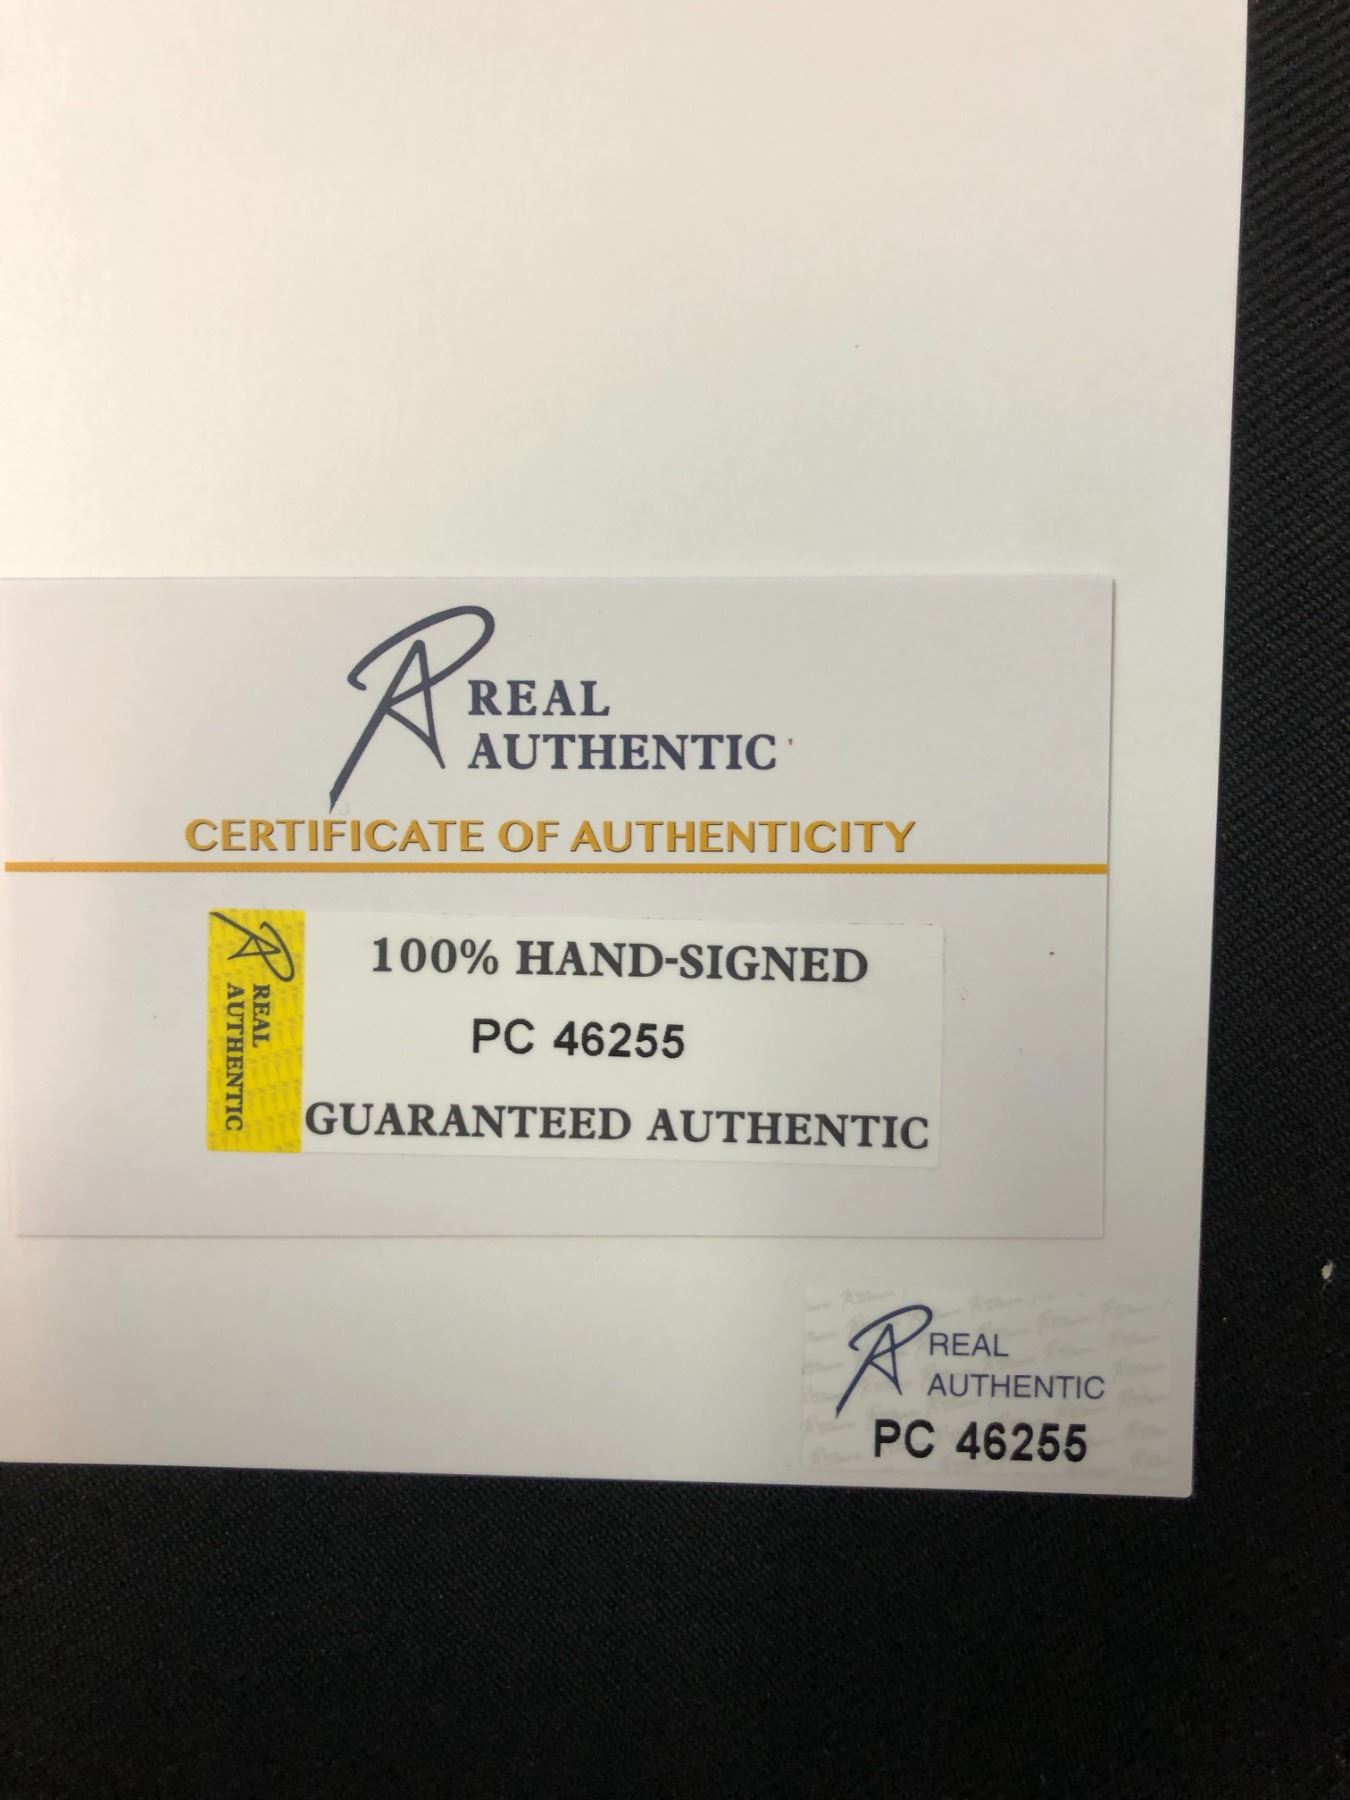 REAL
AUTHENTIC
CERTIFICATE OF AUTHENTICITY
REAL
AUTHENTIC
100% HAND-SIGNED
PC 46255
GUARANTEED AUTHENTIC
REAL
AUTHENTIC
PC 46255